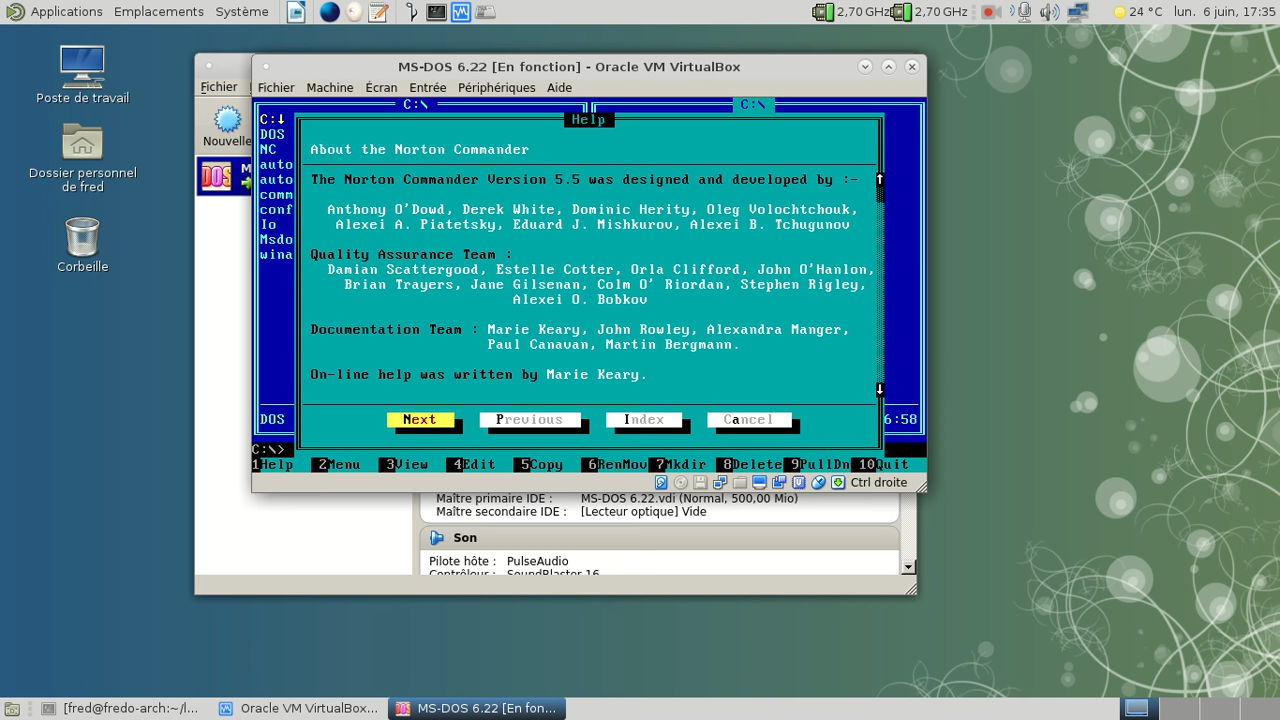 Applications Emplacements Système
2,70 GHz 2,70 GHz 24 °C lun. 6 juin, 17:35
Poste de travail
Dossier personnel
de fred
Corbeille
Fichier
Nouvelle
MS-DOS 6.22 [En fonction] - Oracle VM VirtualBox
Fichier Machine Écran Entrée Périphériques Aide
C:\ C:\
C:↓
DOS
NC
auto
auto
comm
conf
Io
Msdo
wina
DOS
6:58
Help
About the Norton Commander
The Norton Commander Version 5.5 was designed and developed by :-
Anthony O'Dowd, Derek White, Dominic Herity, Oleg Volochtchouk,
Alexei A. Piatetsky, Eduard J. Mishkurov, Alexei B. Tchugunov
Quality Assurance Team :
Damian Scattergood, Estelle Cotter, Orla Clifford, John O'Hanlon,
Brian Trayers, Jane Gilsenan, Colm O' Riordan, Stephen Rigley,
Alexei O. Bobkov
Documentation Team : Marie Keary, John Rowley, Alexandra Manger,
Paul Canavan, Martin Bergmann.
On-line help was written by Marie Keary.
Next Previous Index Cancel
C:\>
1Help 2Menu 3View 4Edit 5Copy 6RenMov 7Mkdir 8Delete 9PullDn 10Quit
Ctrl droite
Maître primaire IDE : MS-DOS 6.22.vdi (Normal, 500,00 Mio)
Maître secondaire IDE : [Lecteur optique] Vide
Son
Pilote hôte : PulseAudio
Contrôleur : SoundBlaster 16
[fred@fredo-arch:~/l... Oracle VM VirtualBox... MS-DOS 6.22 [En fon...